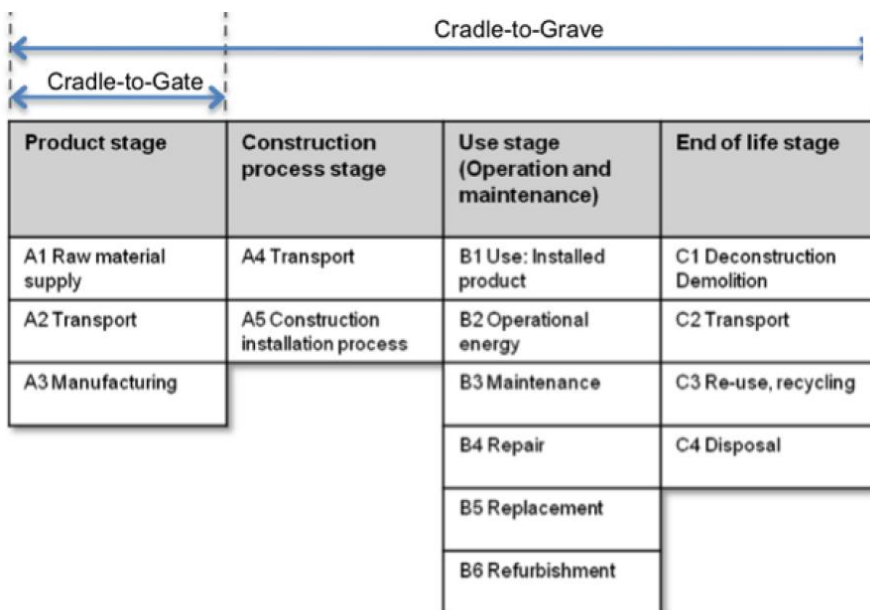 Cradle-to-Grave
Cradle-to-Gate
Product stage
Construction
process stage
Use stage
(Operation and
maintenance)
End of life stage
A1 Raw material
supply
A4 Transport
B1 Use: Installed
product
C1 Deconstruction
Demolition
A2 Transport
A5 Construction
installation process
B2 Operational
energy
C2 Transport
A3 Manufacturing
B3 Maintenance
C3 Re-use, recycling
B4 Repair
C4 Disposal
B5 Replacement
B6 Refurbishment